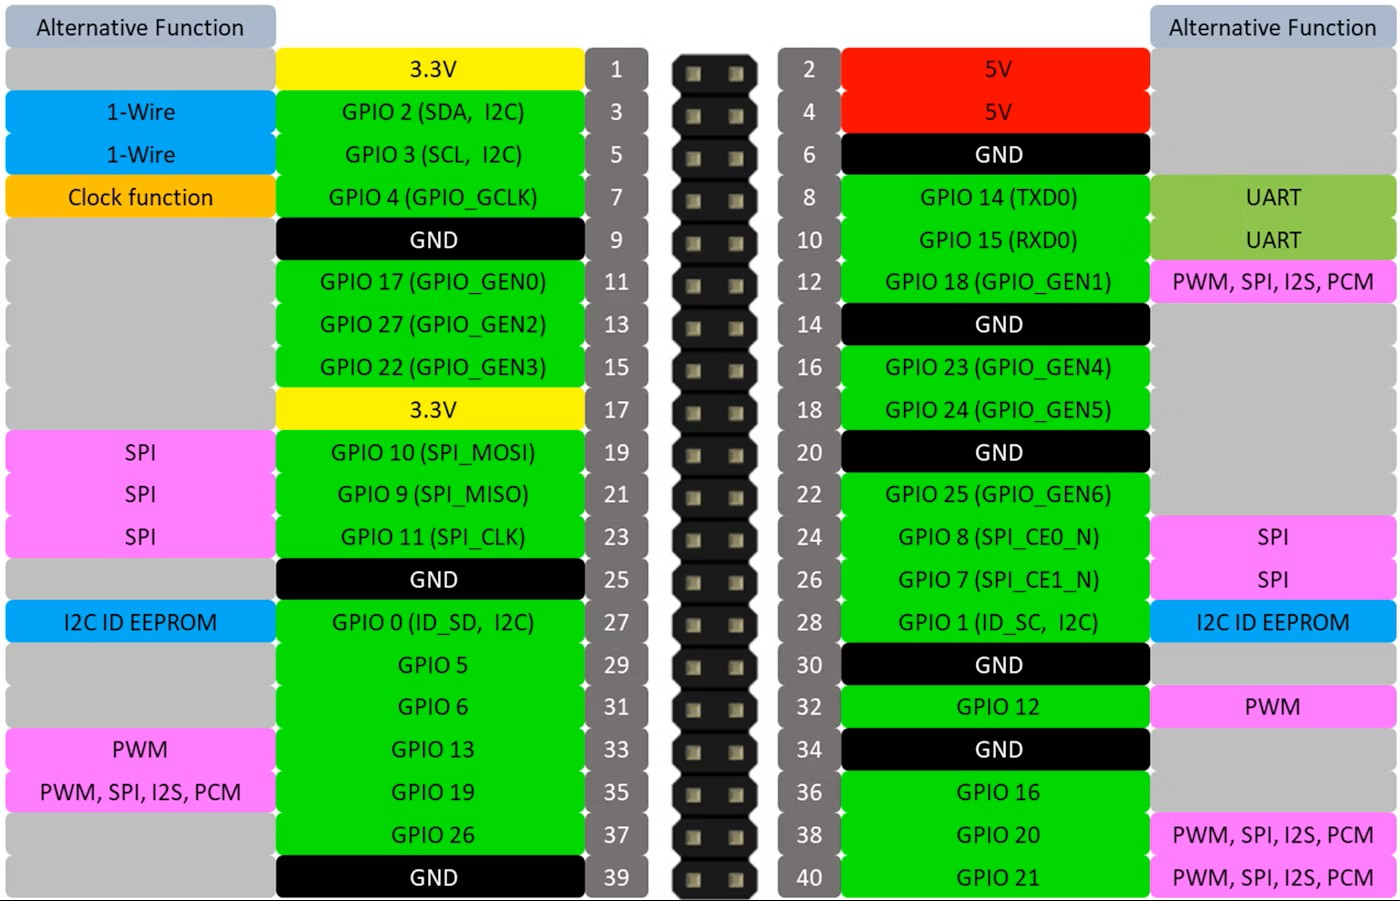 Alternative Function Alternative Function
3.3V 1 2 5V
1-Wire GPIO 2 (SDA, I2C) 3 4 5V
1-Wire GPIO 3 (SCL, I2C) 5 6 GND
Clock function GPIO 4 (GPIO_GCLK) 7 8 GPIO 14 (TXD0) UART
GND 9 10 GPIO 15 (RXD0) UART
GPIO 17 (GPIO_GEN0) 11 12 GPIO 18 (GPIO_GEN1) PWM, SPI, I2S, PCM
GPIO 27 (GPIO_GEN2) 13 14 GND
GPIO 22 (GPIO_GEN3) 15 16 GPIO 23 (GPIO_GEN4)
3.3V 17 18 GPIO 24 (GPIO_GEN5)
SPI GPIO 10 (SPI_MOSI) 19 20 GND
SPI GPIO 9 (SPI_MISO) 21 22 GPIO 25 (GPIO_GEN6)
SPI GPIO 11 (SPI_CLK) 23 24 GPIO 8 (SPI_CE0_N) SPI
GND 25 26 GPIO 7 (SPI_CE1_N) SPI
I2C ID EEPROM GPIO 0 (ID_SD, I2C) 27 28 GPIO 1 (ID_SC, I2C) I2C ID EEPROM
GPIO 5 29 30 GND
GPIO 6 31 32 GPIO 12 PWM
PWM GPIO 13 33 34 GND
PWM, SPI, I2S, PCM GPIO 19 35 36 GPIO 16
GPIO 26 37 38 GPIO 20 PWM, SPI, I2S, PCM
GND 39 40 GPIO 21 PWM, SPI, I2S, PCM